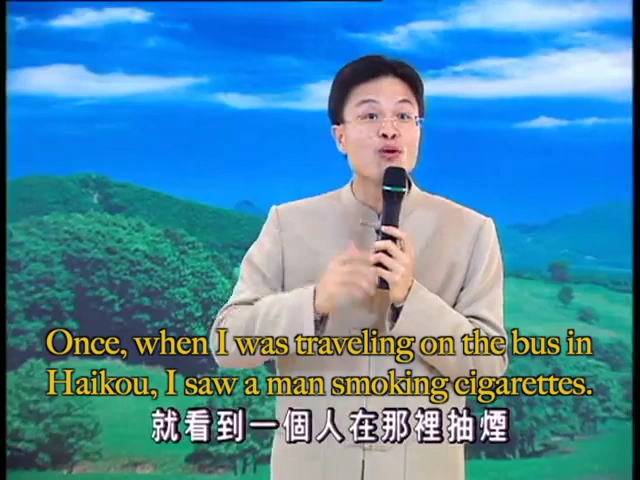 Once, when I was traveling on the bus in
Haikou, I saw a man smoking cigarettes.
就看到一個人在那裡抽煙